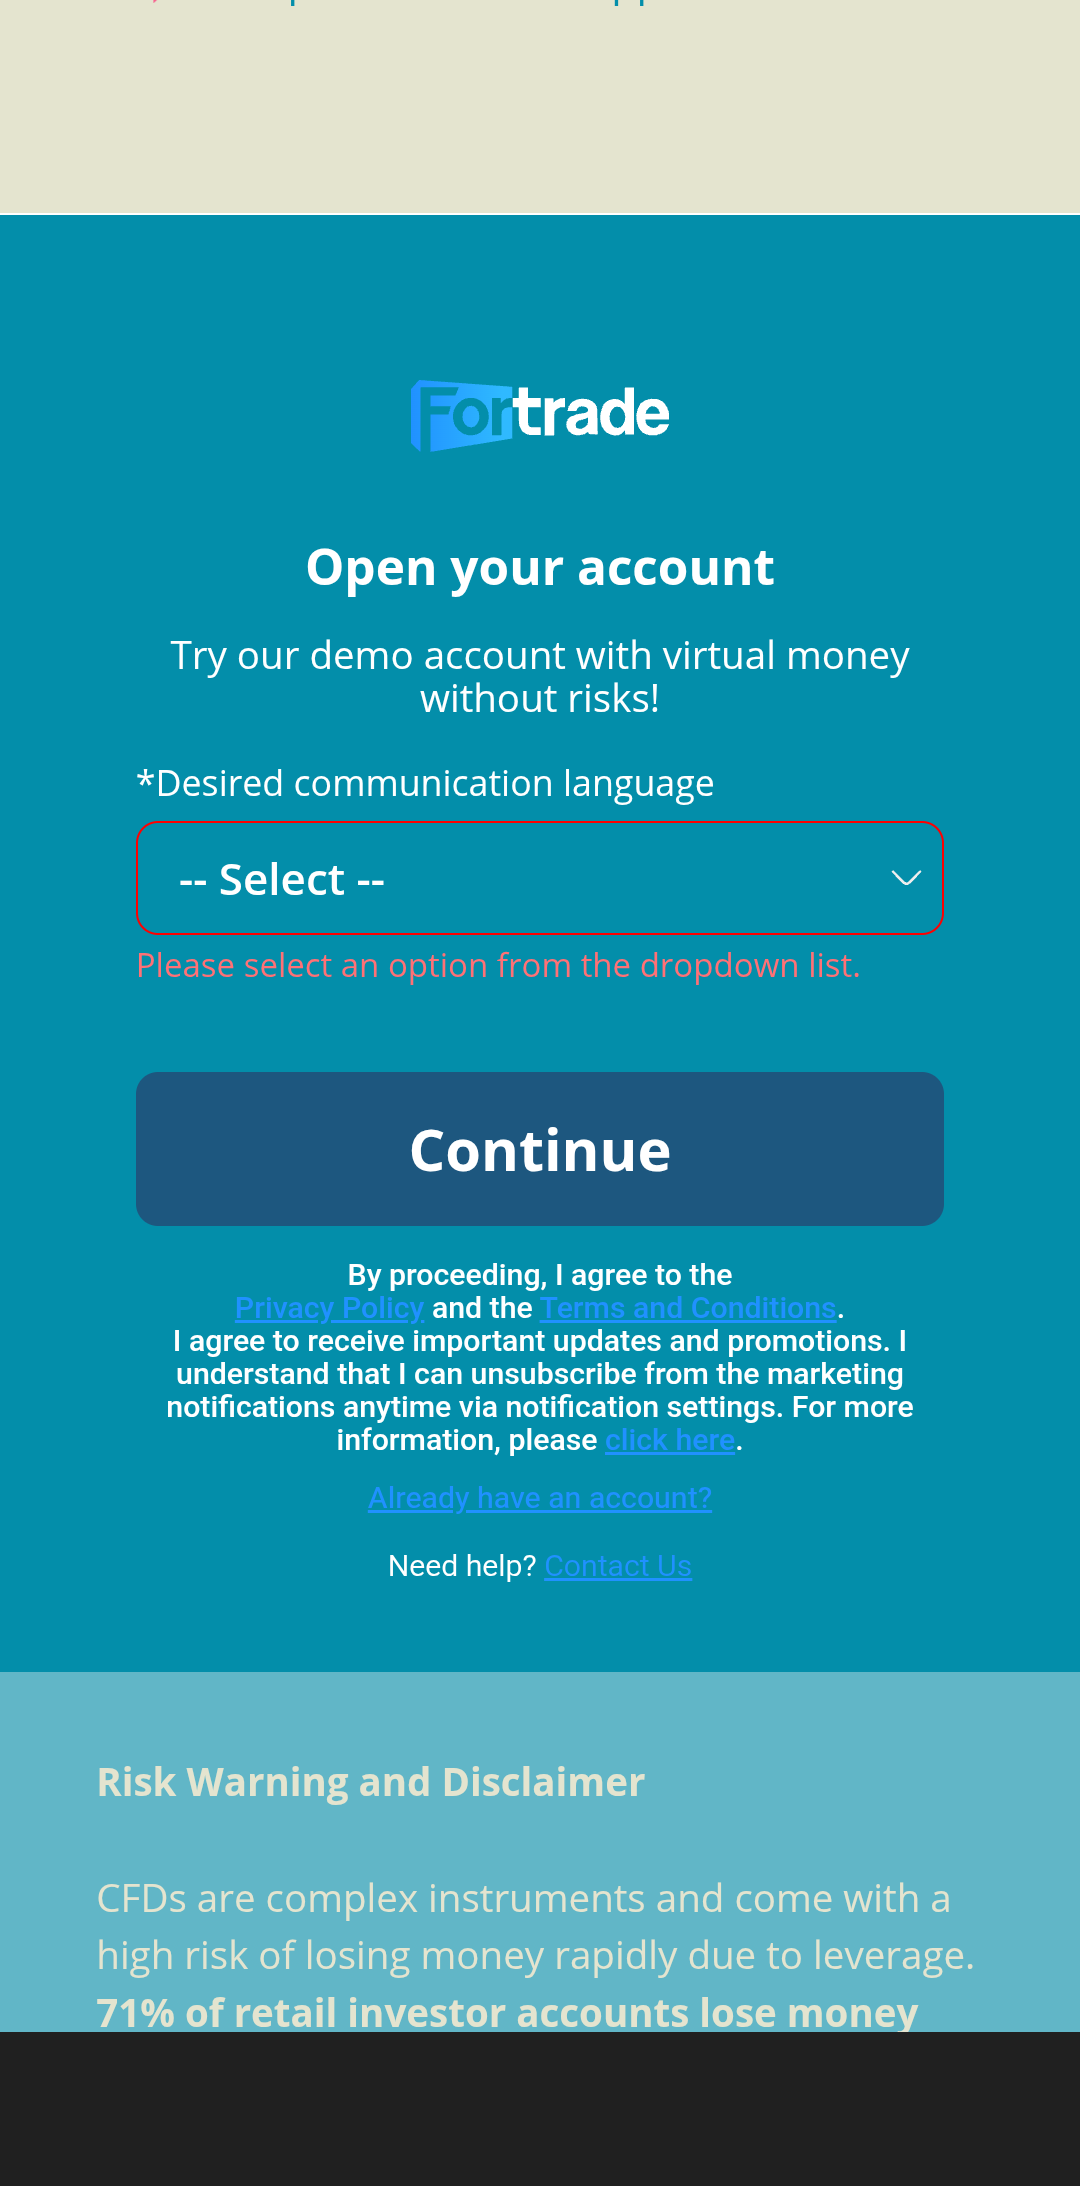 Fortrade
Open your account
Try our demo account with virtual money
without risks!
*Desired communication language
-- Select --
Please select an option from the dropdown list.
Continue
By proceeding, I agree to the
Privacy Policy and the Terms and Conditions.
I agree to receive important updates and promotions. I
understand that I can unsubscribe from the marketing
notifications anytime via notification settings. For more
information, please click here.
Already have an account?
Need help? Contact Us
Risk Warning and Disclaimer
CFDs are complex instruments and come with a
high risk of losing money rapidly due to leverage.
71% of retail investor accounts lose money